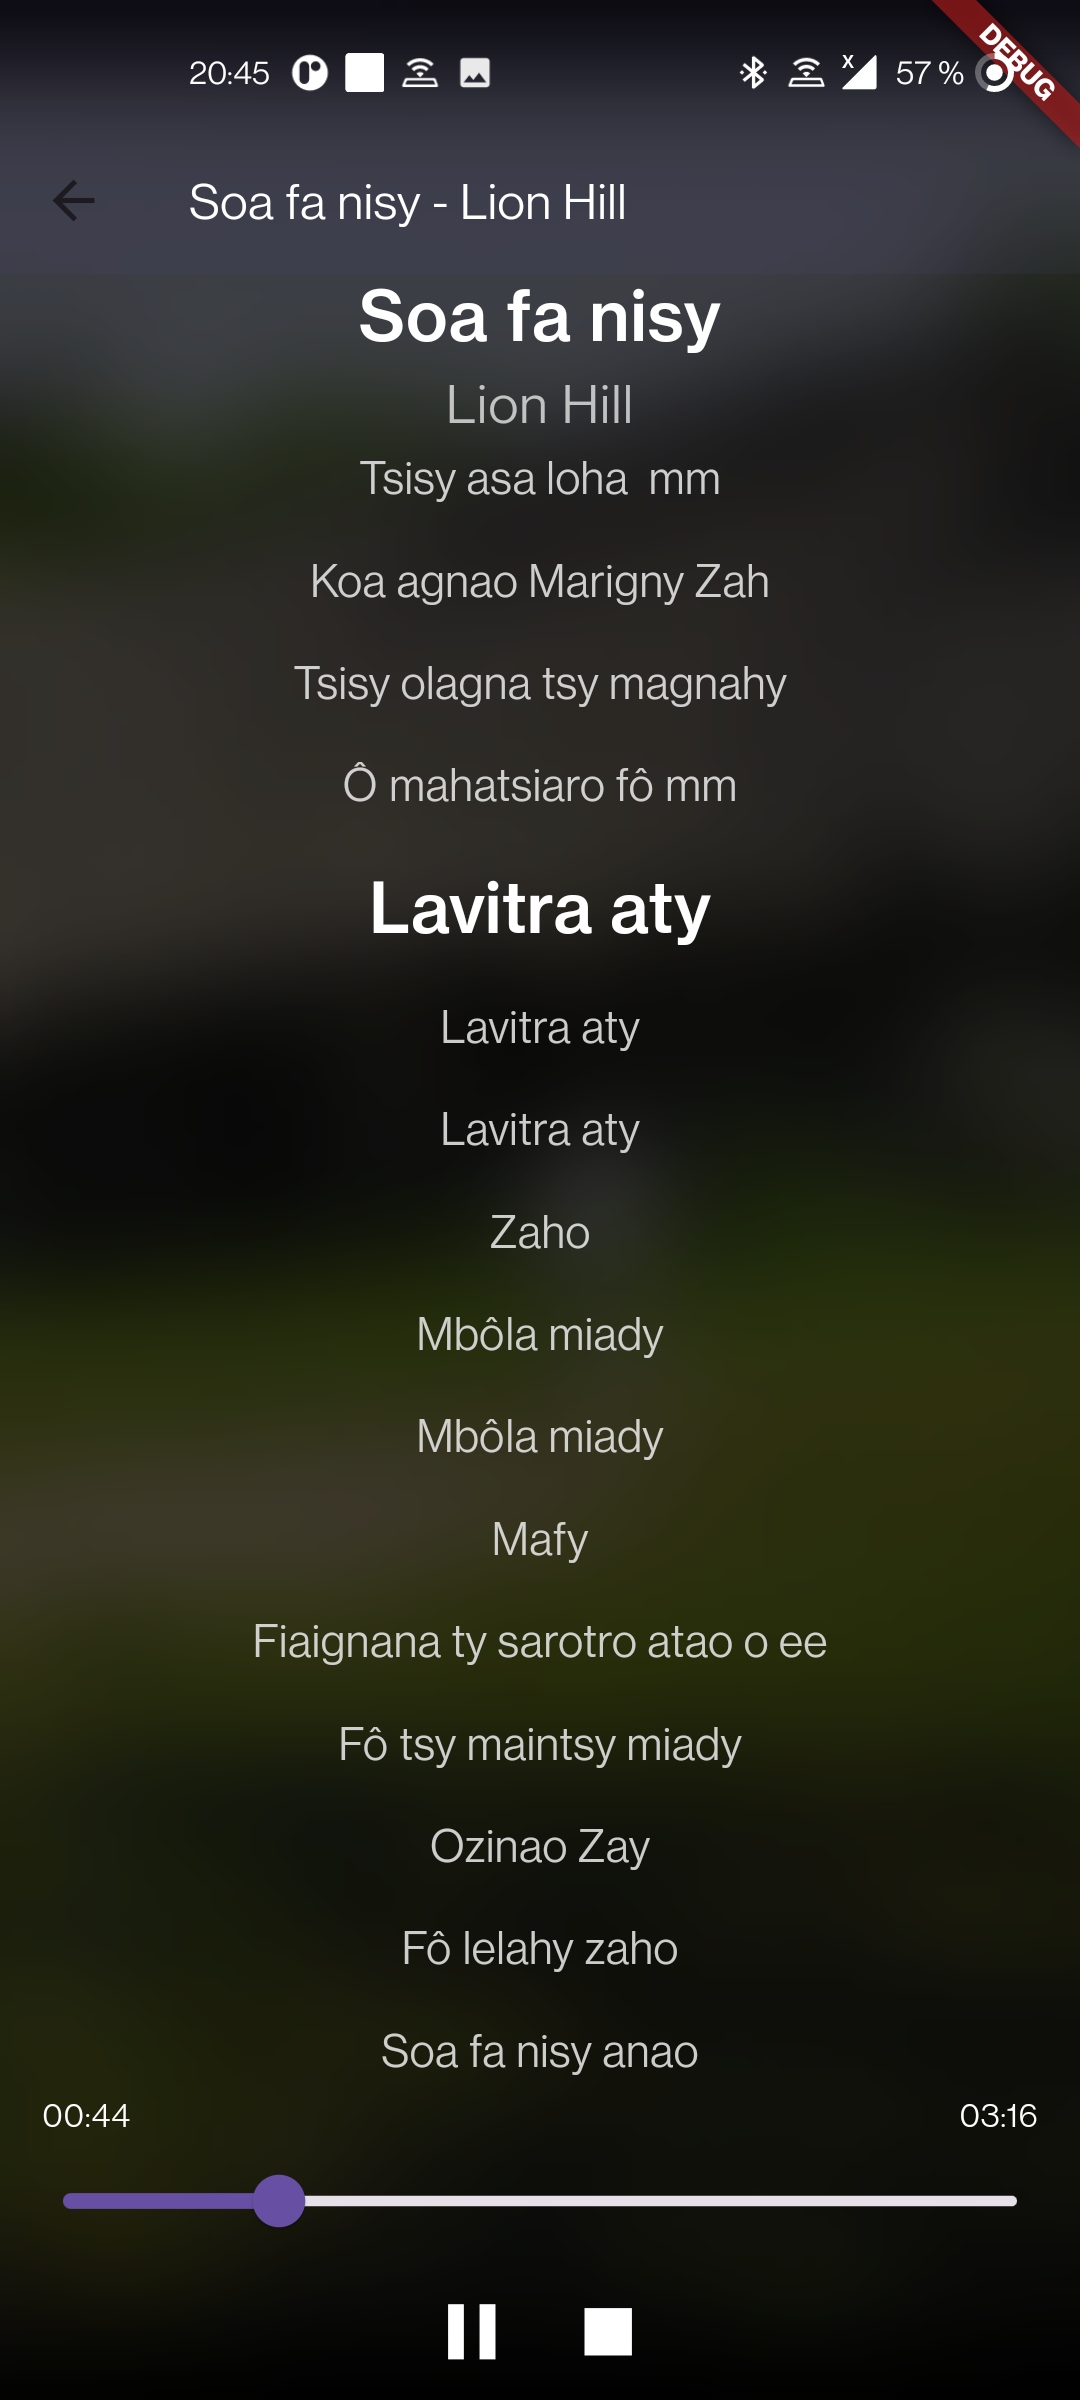 20:45
57 %
DEBUG
Soa fa nisy - Lion Hill
Soa fa nisy
Lion Hill
Tsisy asa loha  mm
Koa agnao Marigny Zah
Tsisy olagna tsy magnahy
Ô mahatsiaro fô mm
Lavitra aty
Lavitra aty
Lavitra aty
Zaho
Mbôla miady
Mbôla miady
Mafy
Fiaignana ty sarotro atao o ee
Fô tsy maintsy miady
Ozinao Zay
Fô lelahy zaho
Soa fa nisy anao
00:44
03:16